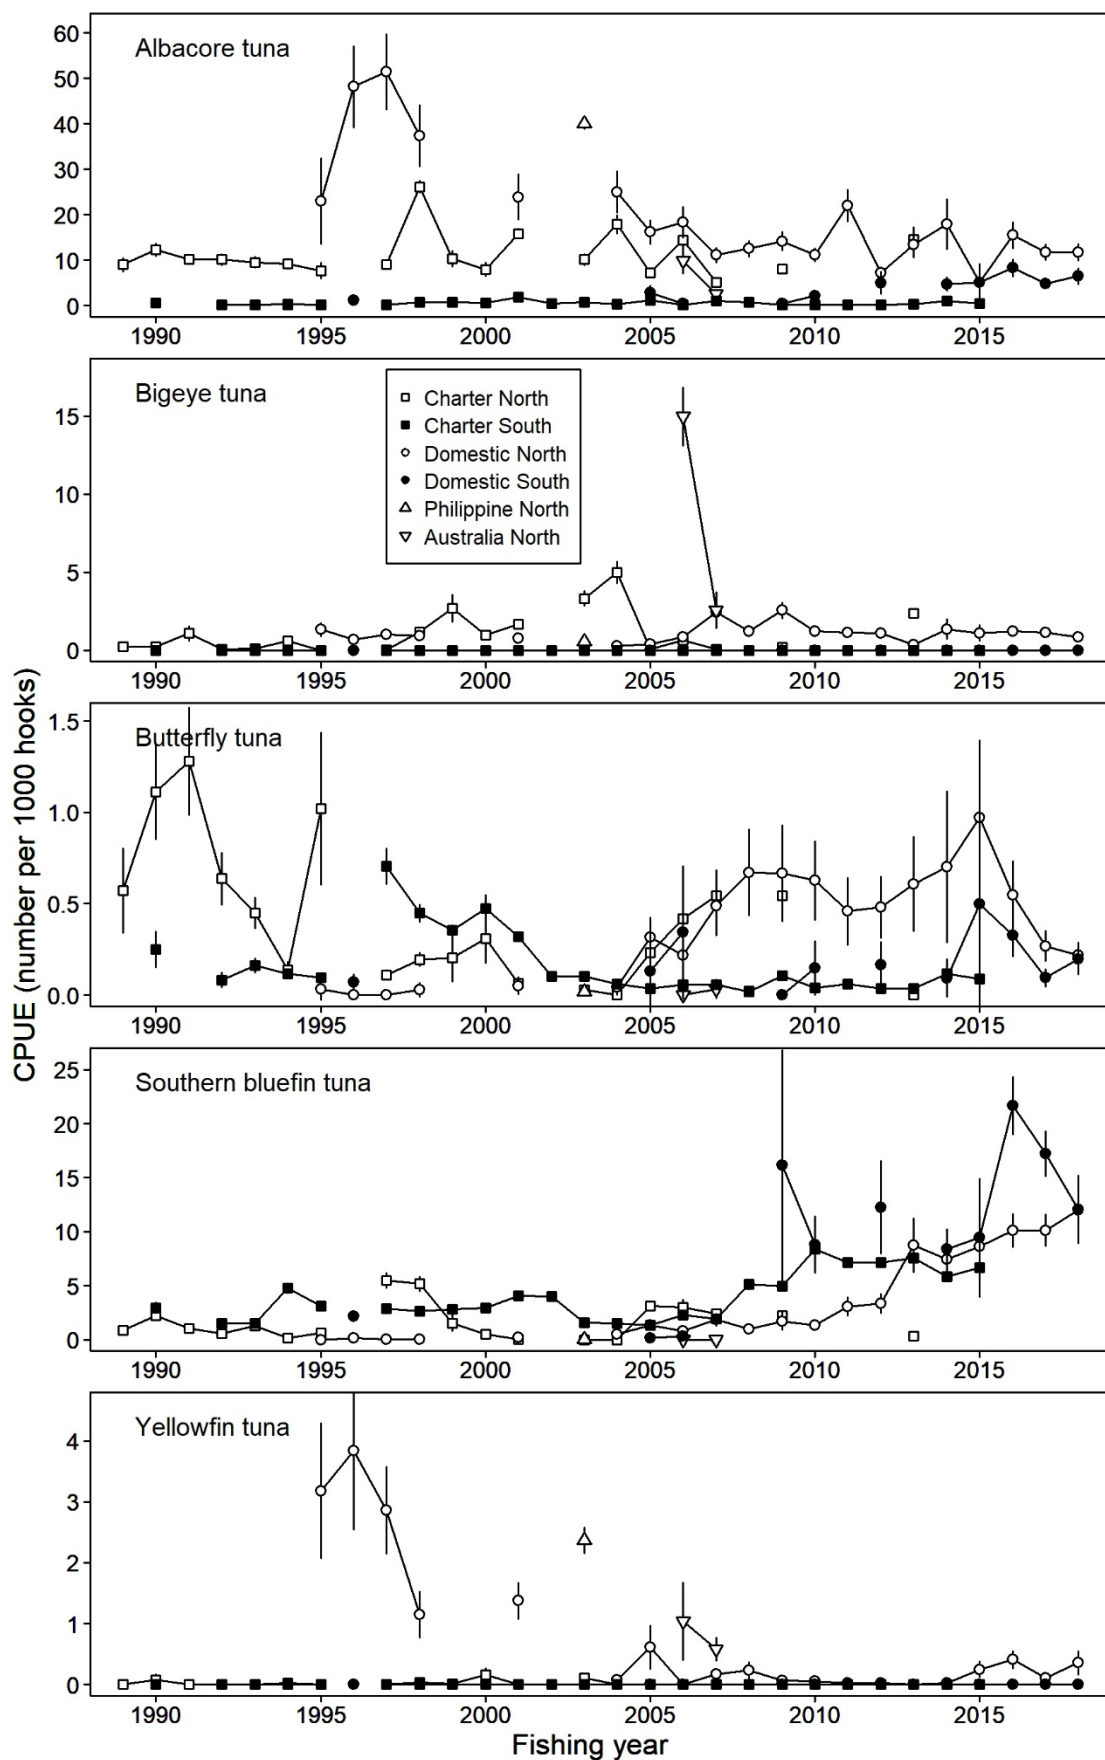 Albacore tuna
60
50
40
30
20
10
0
1990 1995 2000 2005 2010 2015
Bigeye tuna
15
10
5
0
Charter North
Charter South
Domestic North
Domestic South
Philippine North
Australia North
1990 1995 2000 2005 2010 2015
CPUE (number per 1000 hooks)
Butterfly tuna
1.5
1.0
0.5
0.0
1990 1995 2000 2005 2010 2015
Southern bluefin tuna
25
20
15
10
5
0
1990 1995 2000 2005 2010 2015
Yellowfin tuna
4
3
2
1
0
1990 1995 2000 2005 2010 2015
Fishing year